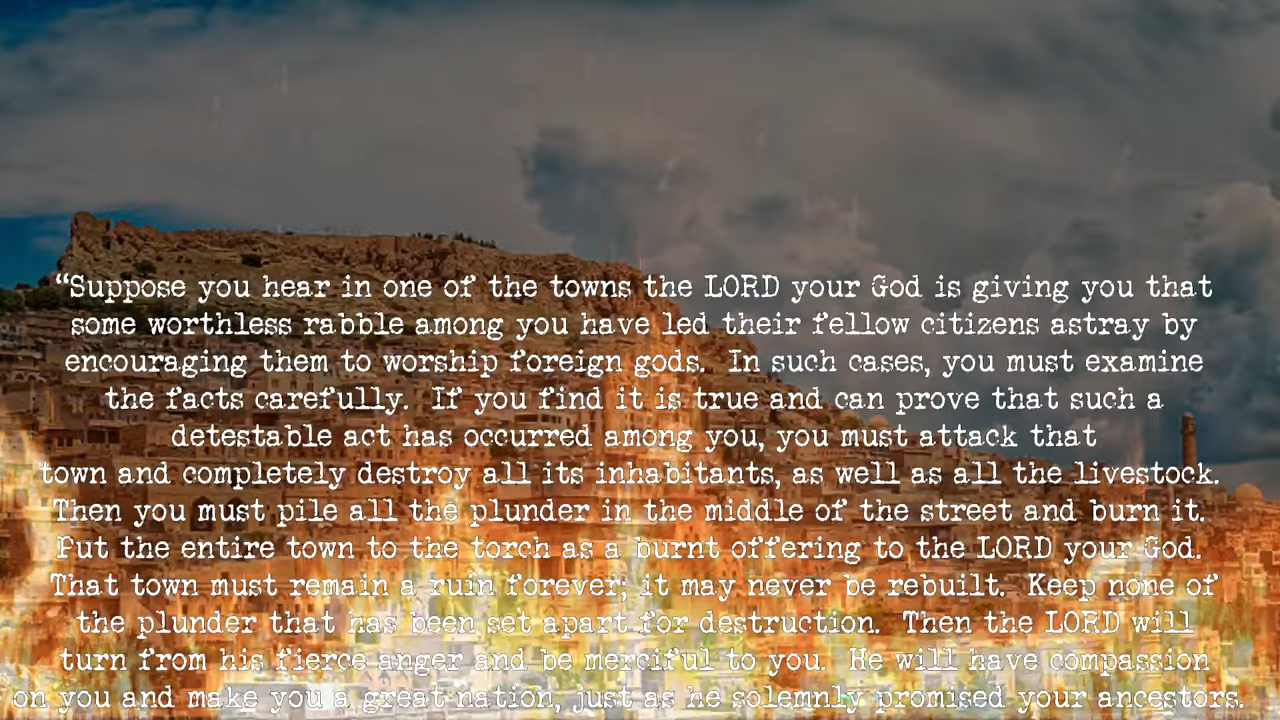 “Suppose you hear in one of the towns the LORD your God is giving you that
some worthless rabble among you have led their fellow citizens astray by
encouraging them to worship foreign gods.  In such cases, you must examine
the facts carefully.  If you find it is true and can prove that such a
detestable act has occurred among you, you must attack that
town and completely destroy all its inhabitants, as well as all the livestock.
Then you must pile all the plunder in the middle of the street and burn it.
Put the entire town to the torch as a burnt offering to the LORD your God.
That town must remain a ruin forever; it may never be rebuilt.  Keep none of
the plunder that has been set apart for destruction.  Then the LORD will
turn from his fierce anger and be merciful to you.  He will have compassion
on you and make you a great nation, just as he solemnly promised your ancestors.